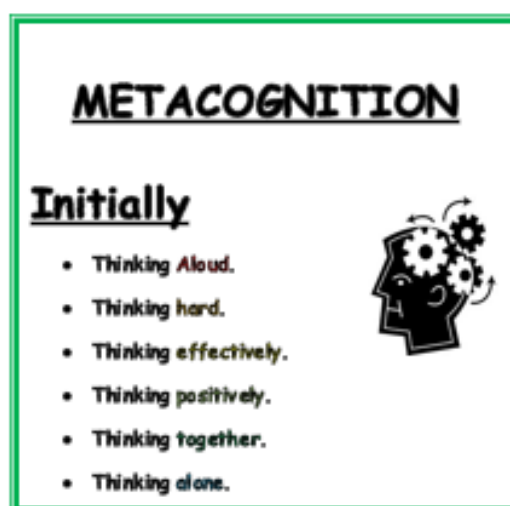 METACOGNITION
Initially
• Thinking Aloud.
• Thinking hard.
• Thinking effectively.
• Thinking positively.
• Thinking together.
• Thinking alone.